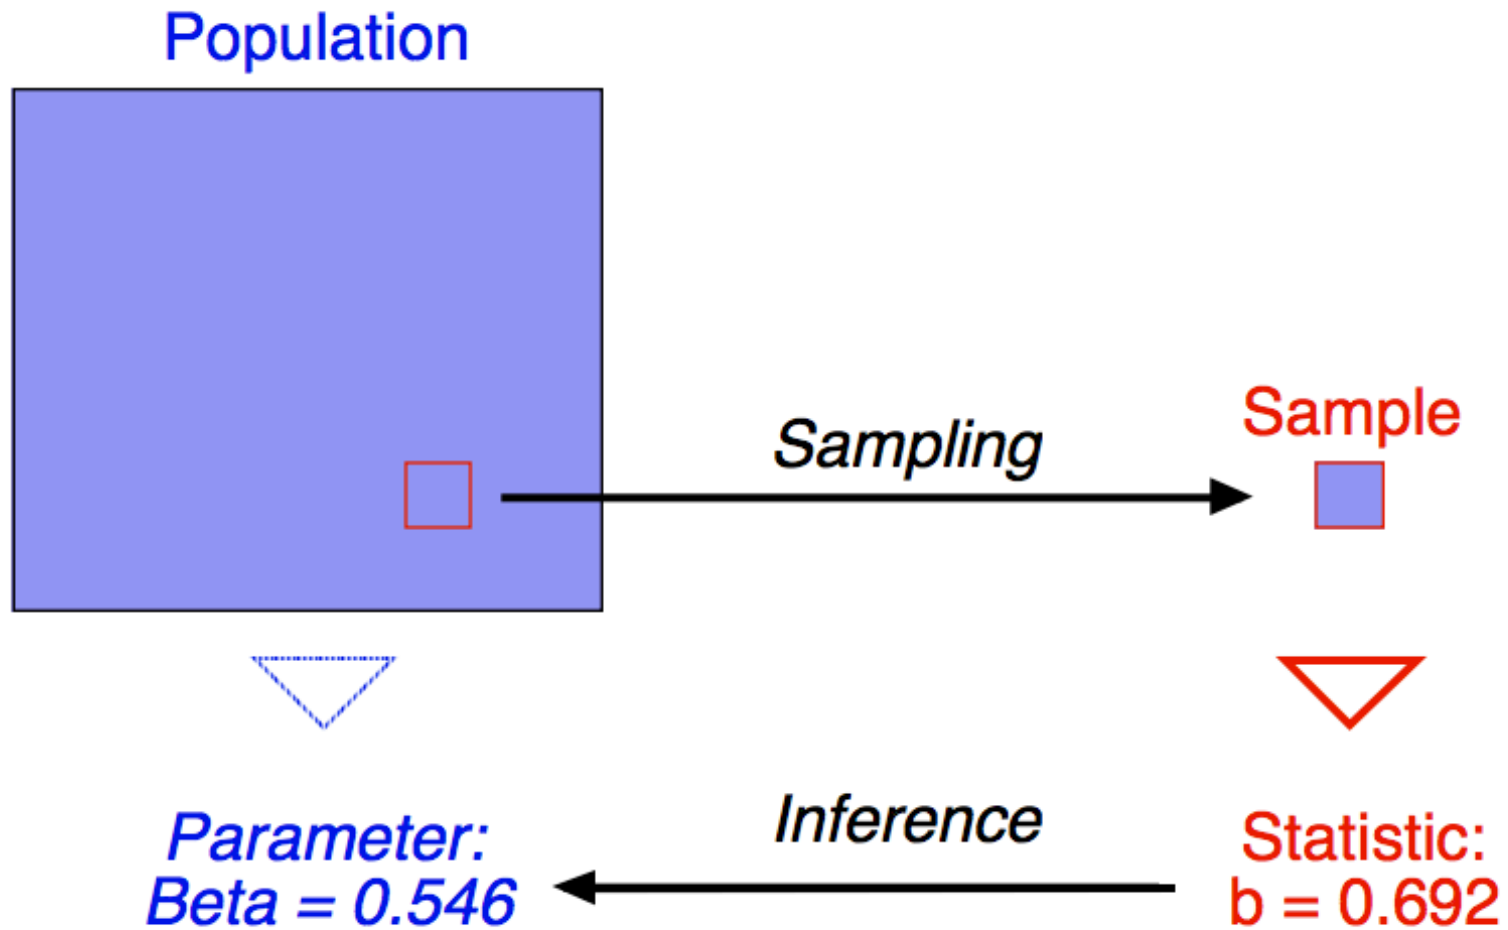 Population
Sampling
Sample
Inference
Parameter:
Beta = 0.546
Statistic:
b = 0.692